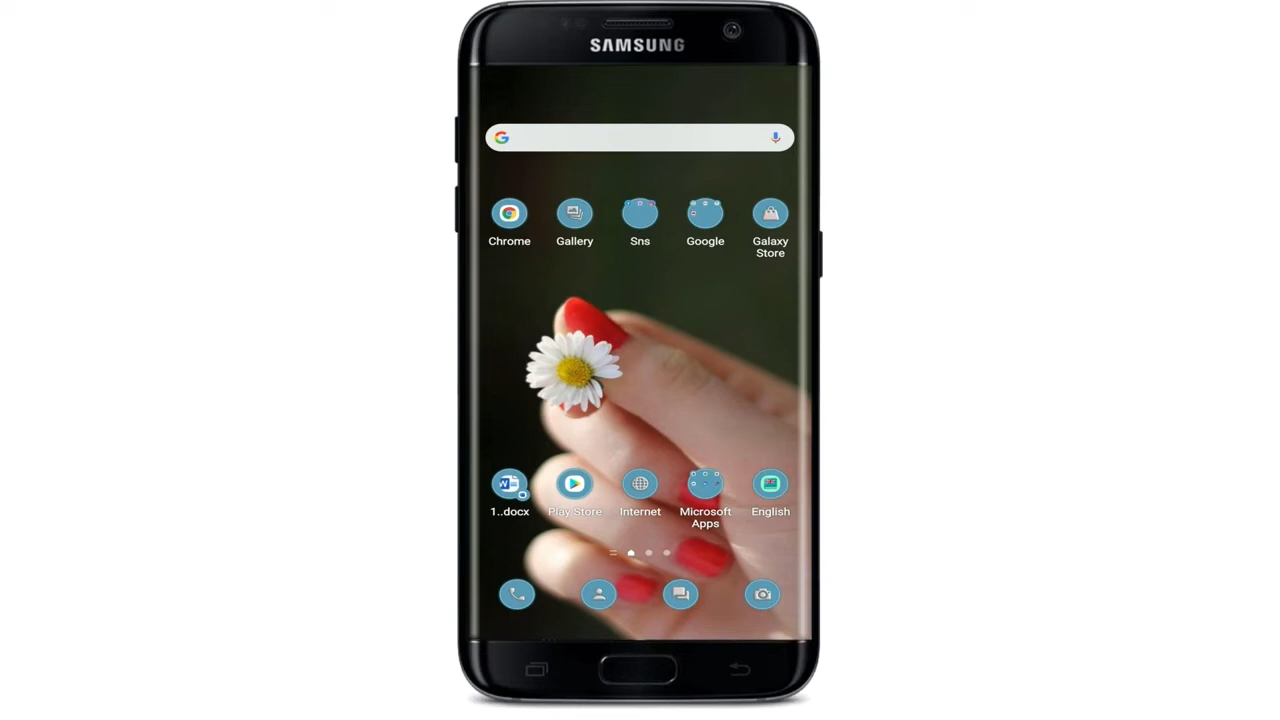 SAMSUNG
Chrome
Gallery
Sns
Google
Galaxy
Store
1..docx
Play Store
Internet
Microsoft
Apps
English